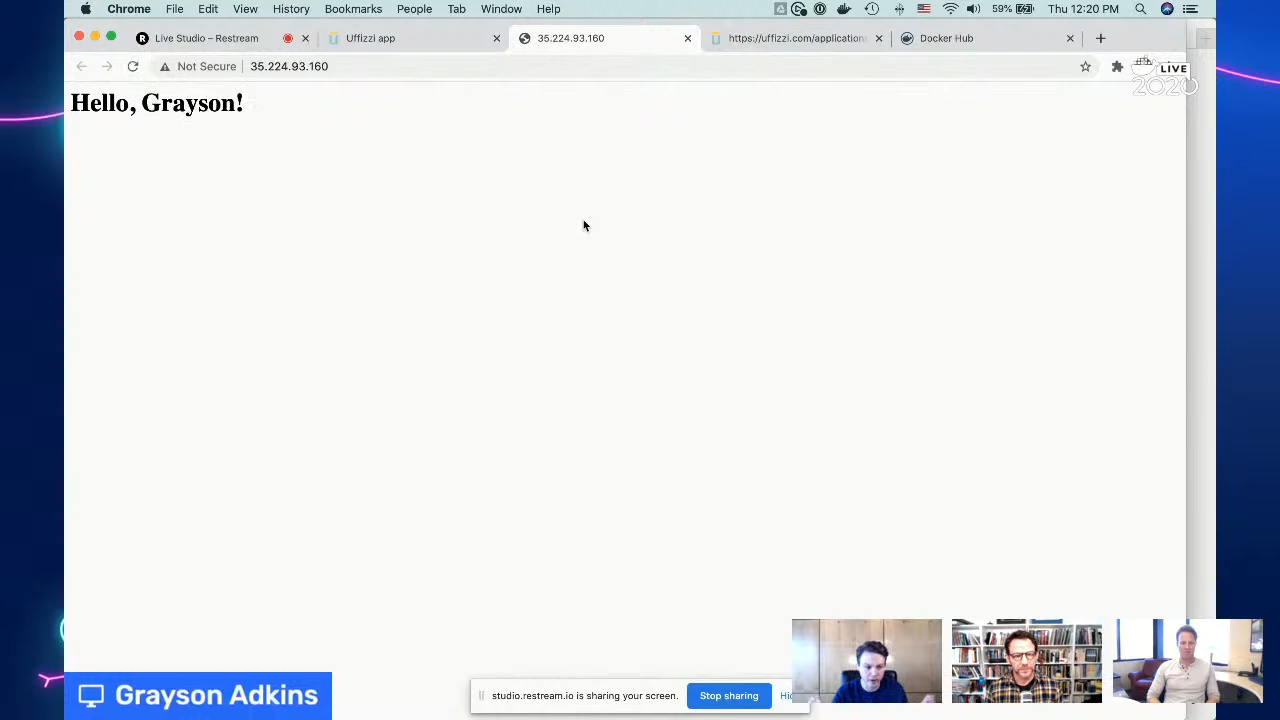 Chrome File Edit View History Bookmarks People Tab Window Help 59% Thu 12:20 PM
Live Studio – Restream
Uffizzi app
35.224.93.160
https://uffizzi.com/application
Docker Hub
Not Secure 35.224.93.160
LIVE
2020
Hello, Grayson!
studio.restream.io is sharing your screen. Stop sharing
Grayson Adkins